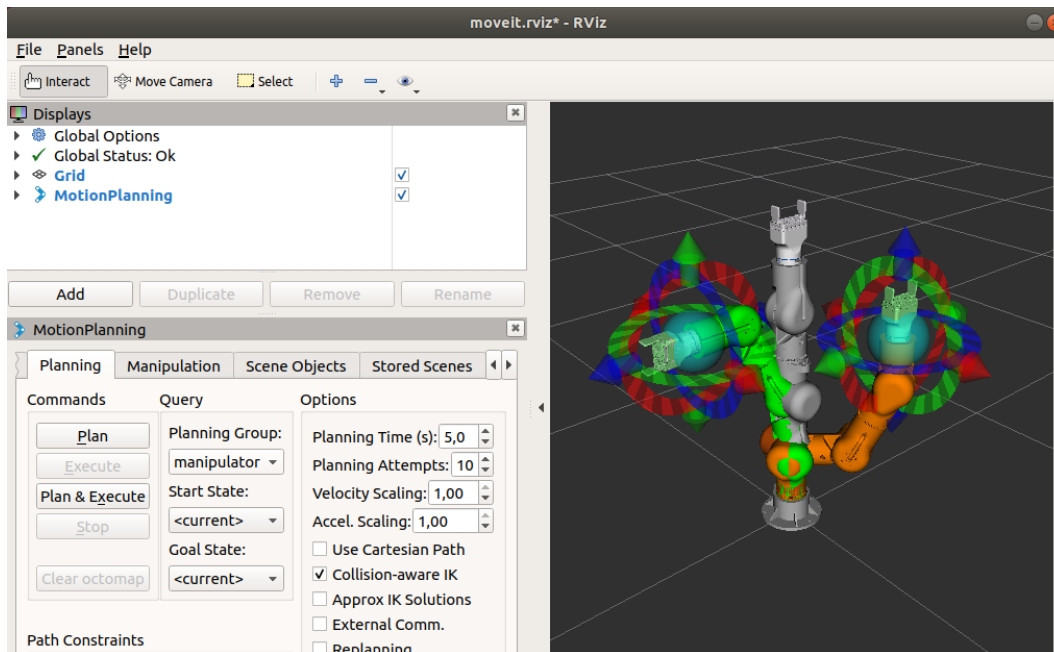 moveit.rviz* - RViz
File Panels Help
Interact Move Camera Select
Displays
Global Options
Global Status: Ok
Grid
MotionPlanning
Add Duplicate Remove Rename
MotionPlanning
Planning Manipulation Scene Objects Stored Scenes
Commands Query Options
Plan Planning Group: Planning Time (s): 5,0
Execute manipulator Planning Attempts: 10
Plan & Execute Start State: Velocity Scaling: 1,00
Stop <current> Accel. Scaling: 1,00
Goal State: Use Cartesian Path
Clear octomap <current> Collision-aware IK
Approx IK Solutions
External Comm.
Path Constraints Replanning